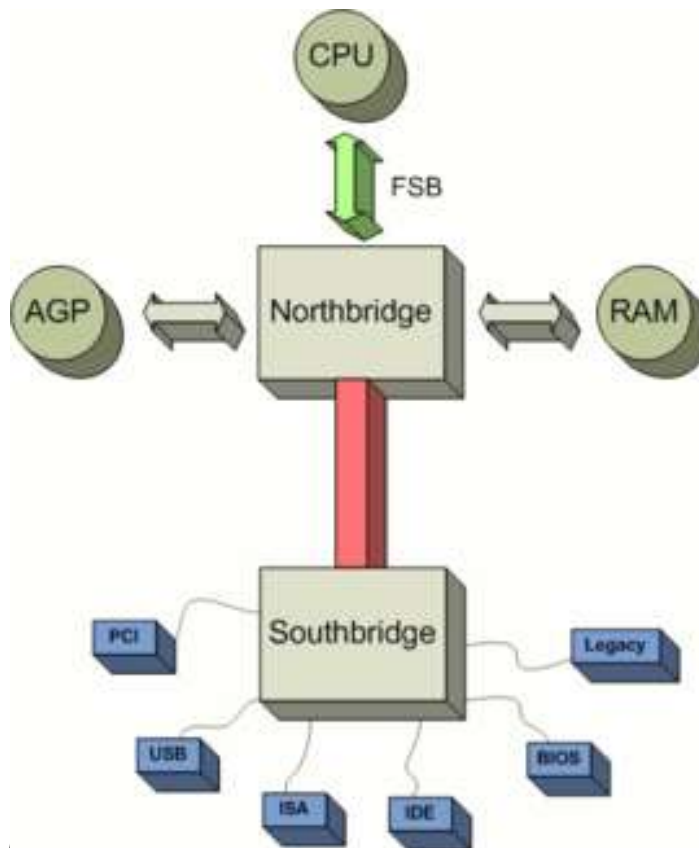 CPU
FSB
AGP
Northbridge
RAM
Southbridge
PCI
Legacy
USB
BIOS
ISA
IDE